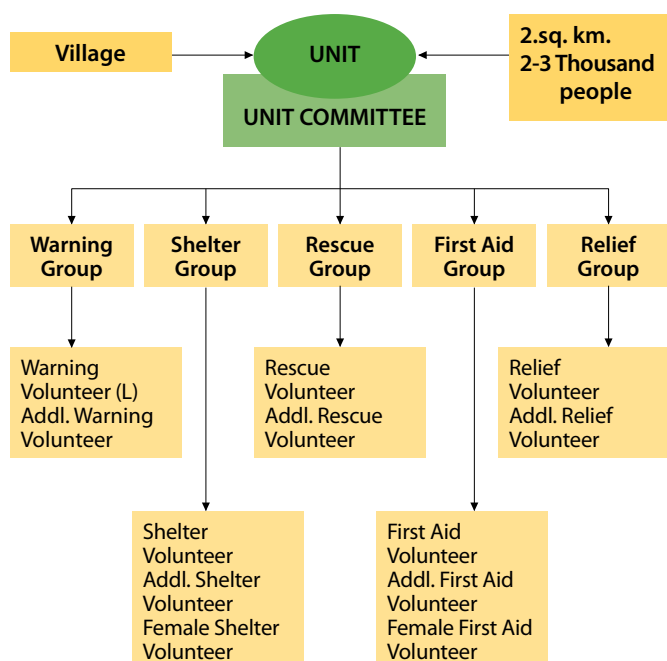 Village
UNIT
2.sq. km.
2-3 Thousand
people
UNIT COMMITTEE
Warning
Group
Shelter
Group
Rescue
Group
First Aid
Group
Relief
Group
Warning
Volunteer (L)
Addl. Warning
Volunteer
Rescue
Volunteer
Addl. Rescue
Volunteer
Relief
Volunteer
Addl. Relief
Volunteer
Shelter
Volunteer
Addl. Shelter
Volunteer
Female Shelter
Volunteer
First Aid
Volunteer
Addl. First Aid
Volunteer
Female First Aid
Volunteer